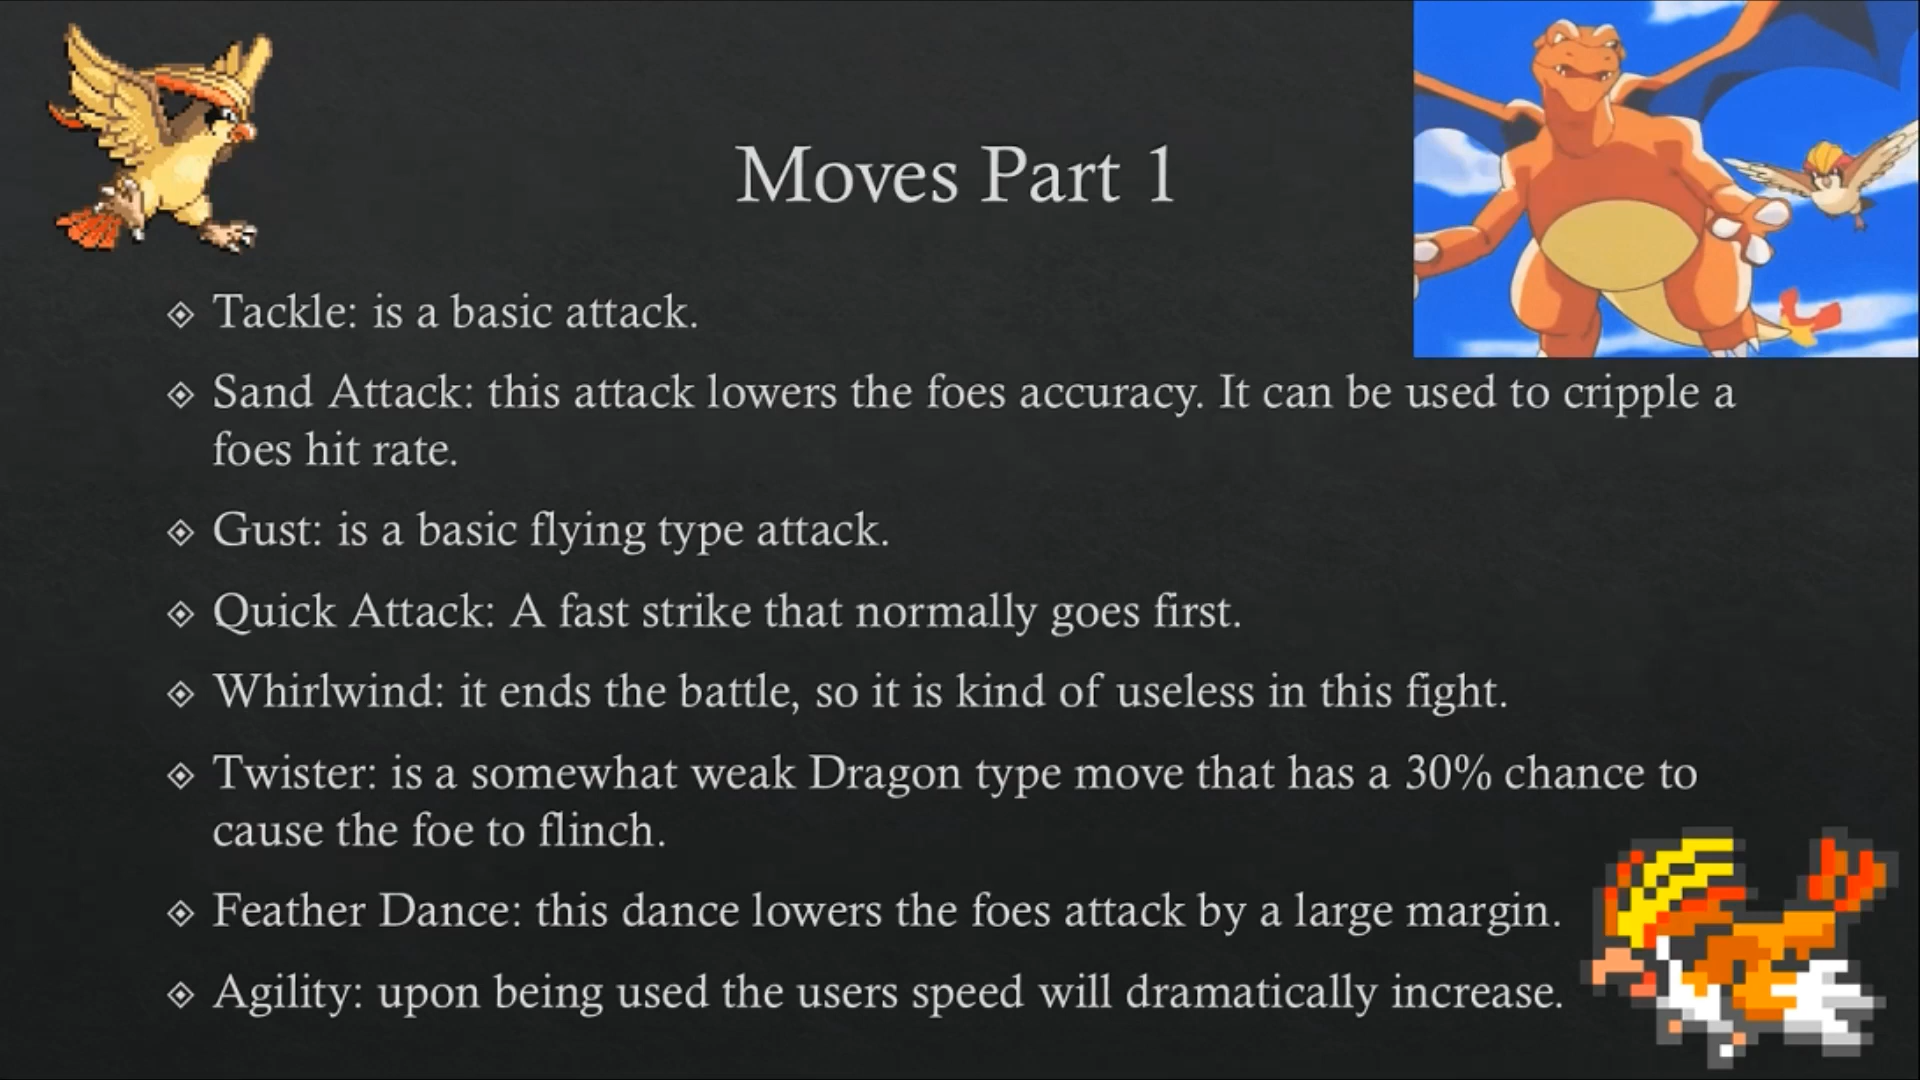 Moves Part 1
Tackle: is a basic attack.
Sand Attack: this attack lowers the foes accuracy. It can be used to cripple a
foes hit rate.
Gust: is a basic flying type attack.
Quick Attack: A fast strike that normally goes first.
Whirlwind: it ends the battle, so it is kind of useless in this fight.
Twister: is a somewhat weak Dragon type move that has a 30% chance to
cause the foe to flinch.
Feather Dance: this dance lowers the foes attack by a large margin.
Agility: upon being used the users speed will dramatically increase.